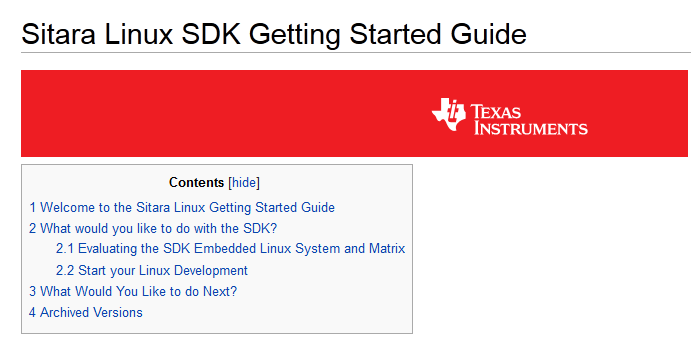 Sitara Linux SDK Getting Started Guide
TEXAS
INSTRUMENTS
Contents [hide]
1 Welcome to the Sitara Linux Getting Started Guide
2 What would you like to do with the SDK?
2.1 Evaluating the SDK Embedded Linux System and Matrix
2.2 Start your Linux Development
3 What Would You Like to do Next?
4 Archived Versions